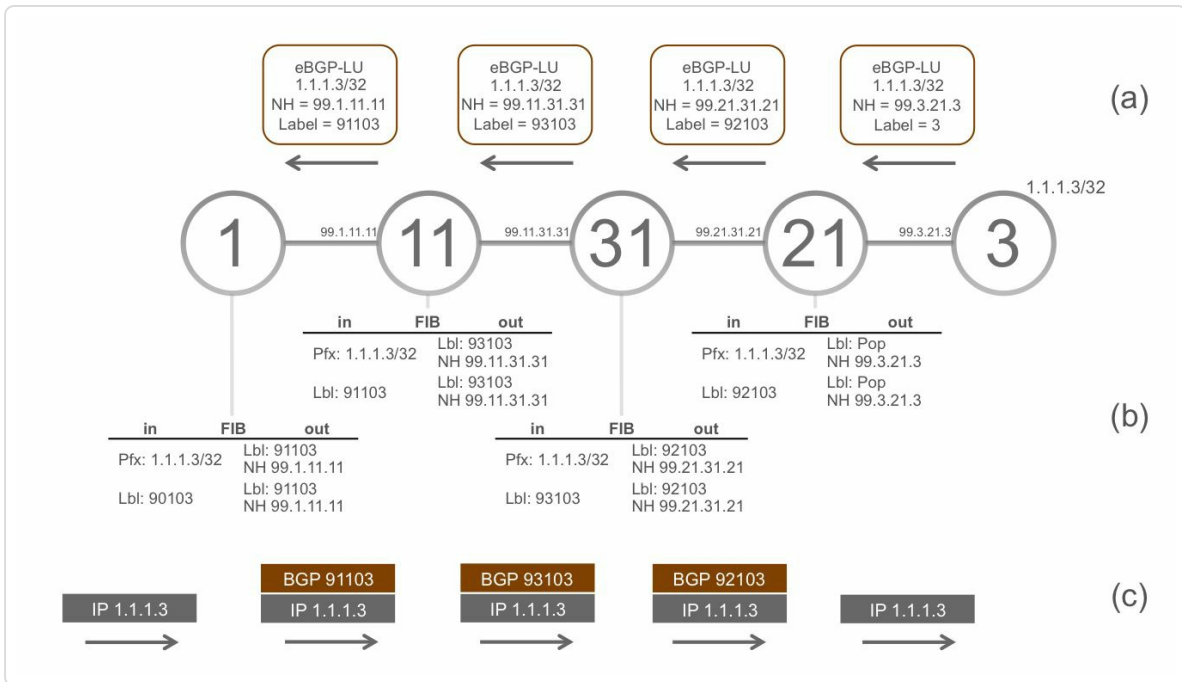 eBGP-LU
1.1.1.3/32
NH = 99.1.11.11
Label = 91103
eBGP-LU
1.1.1.3/32
NH = 99.11.31.31
Label = 93103
eBGP-LU
1.1.1.3/32
NH = 99.21.31.21
Label = 92103
eBGP-LU
1.1.1.3/32
NH = 99.3.21.3
Label = 3
(a)
1
99.1.11.11
11
99.11.31.31
31
99.21.31.21
21
99.3.21.3
3
1.1.1.3/32
in FIB out
Pfx: 1.1.1.3/32
Lbl: 93103
NH 99.11.31.31
Lbl: 91103
Lbl: 93103
NH 99.11.31.31
in FIB out
Pfx: 1.1.1.3/32
Lbl: Pop
NH 99.3.21.3
Lbl: 92103
Lbl: Pop
NH 99.3.21.3
(b)
in FIB out
Pfx: 1.1.1.3/32
Lbl: 91103
NH 99.1.11.11
Lbl: 90103
Lbl: 91103
NH 99.1.11.11
in FIB out
Pfx: 1.1.1.3/32
Lbl: 92103
NH 99.21.31.21
Lbl: 93103
Lbl: 92103
NH 99.21.31.21
IP 1.1.1.3
BGP 91103
IP 1.1.1.3
BGP 93103
IP 1.1.1.3
BGP 92103
IP 1.1.1.3
IP 1.1.1.3
(c)